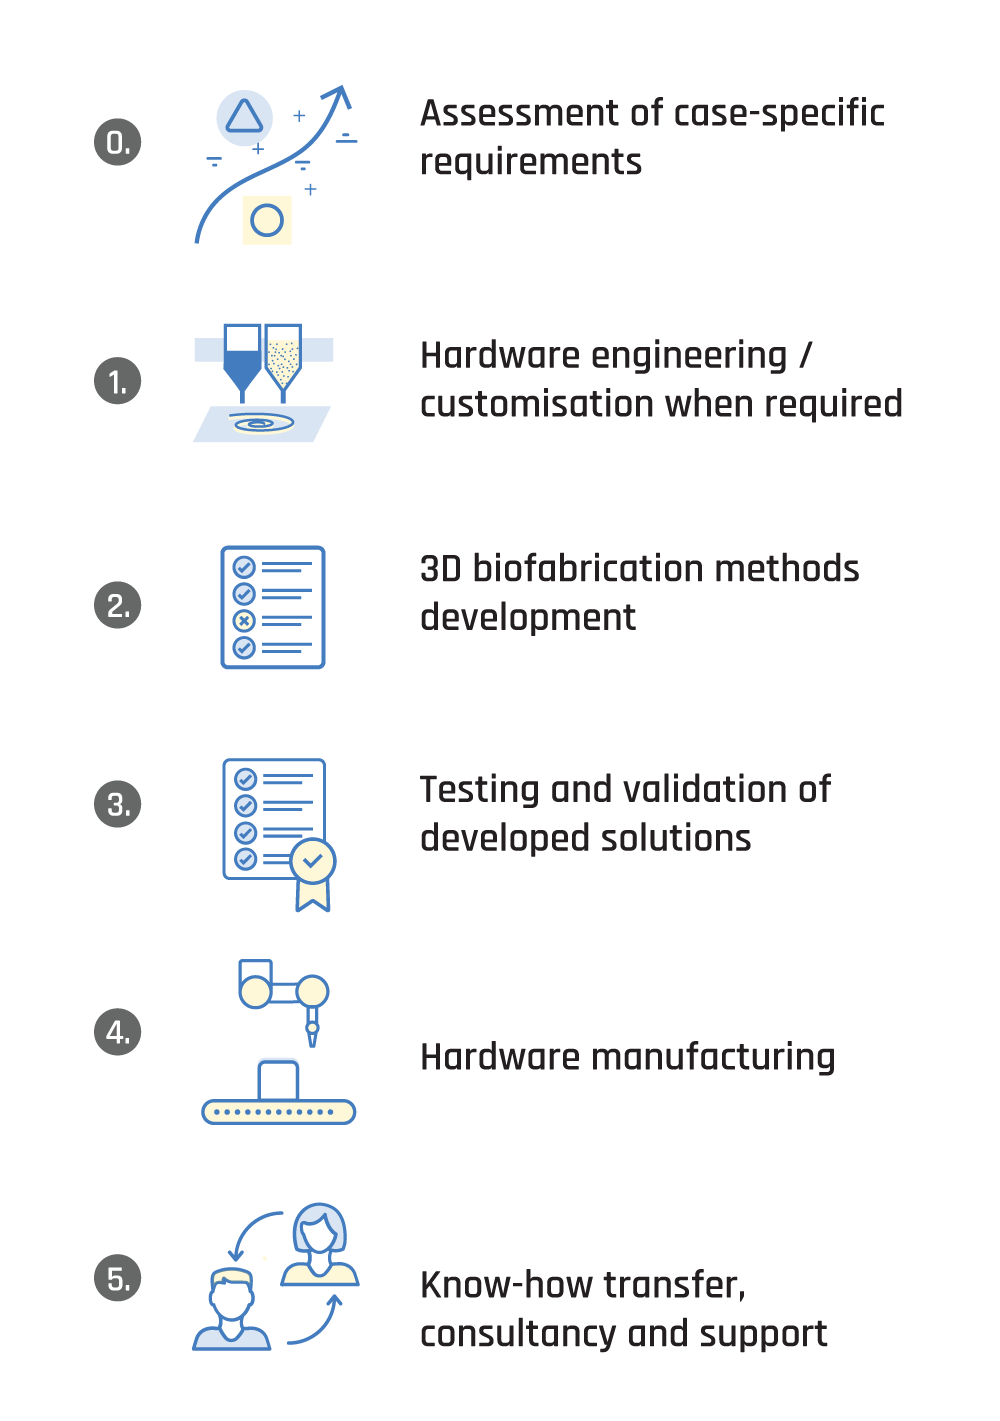 0.
Assessment of case-specific
requirements
1.
Hardware engineering /
customisation when required
2.
3D biofabrication methods
development
3.
Testing and validation of
developed solutions
4.
Hardware manufacturing
5.
Know-how transfer,
consultancy and support